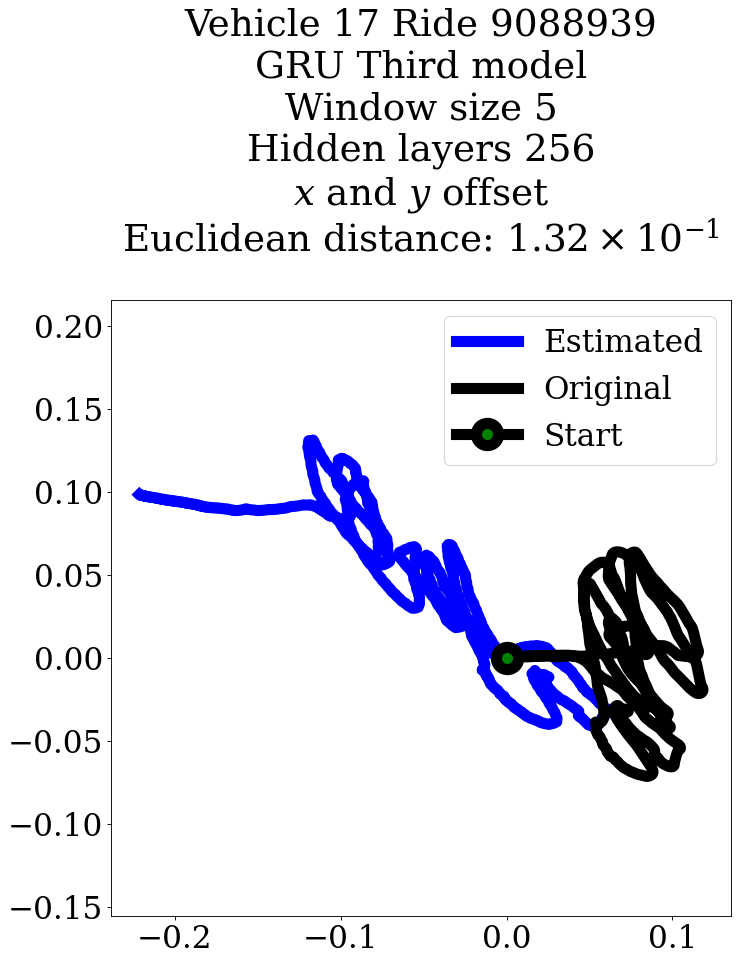 Vehicle 17 Ride 9088939
GRU Third model
Window size 5
Hidden layers 256
x and y offset
Euclidean distance: 1.32 × 10⁻¹
Estimated
Original
Start
0.20
0.15
0.10
0.05
0.00
−0.05
−0.10
−0.15
−0.2
−0.1
0.0
0.1